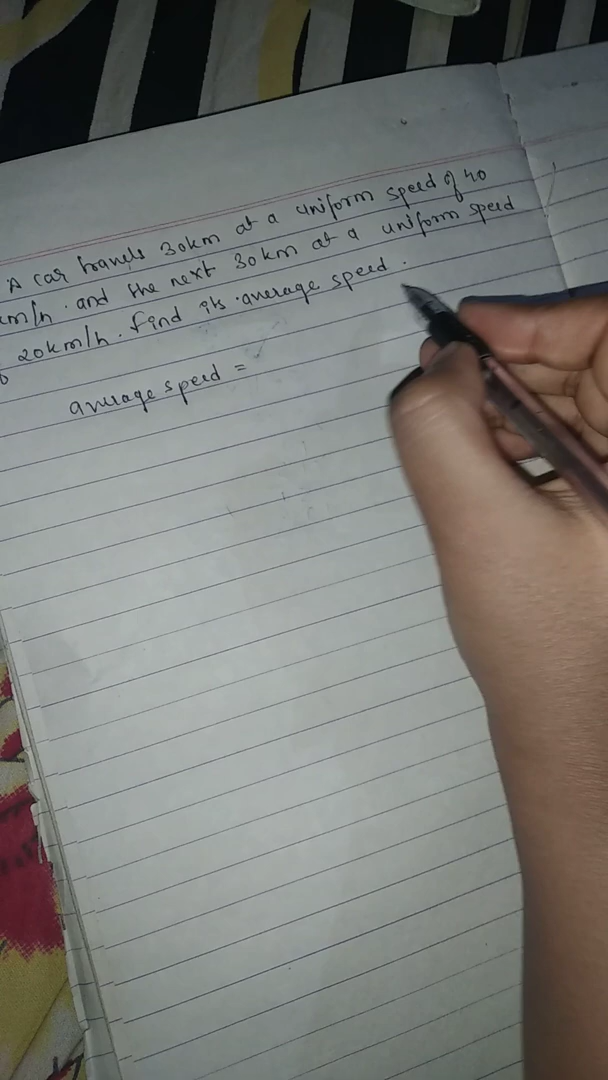 A car travels 30km at a uniform speed of 40
km/h . and the next 30km at a uniform speed
20km/h . find its average speed .
average speed =